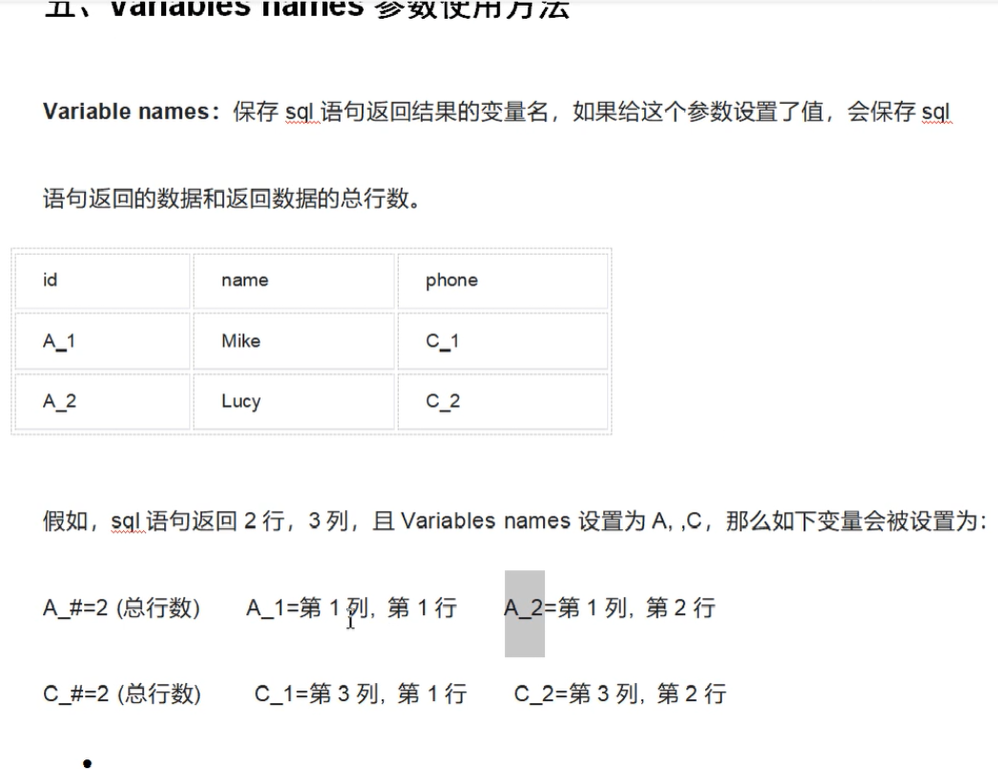 五、Variables names 参数使用方法
Variable names：保存 sql 语句返回结果的变量名，如果给这个参数设置了值，会保存 sql
语句返回的数据和返回数据的总行数。
id name phone
A_1 Mike C_1
A_2 Lucy C_2
假如，sql 语句返回 2 行，3 列，且 Variables names 设置为 A, ,C，那么如下变量会被设置为：
A_#=2 (总行数) A_1=第 1 列, 第 1 行 A_2=第 1 列, 第 2 行
C_#=2 (总行数) C_1=第 3 列, 第 1 行 C_2=第 3 列, 第 2 行